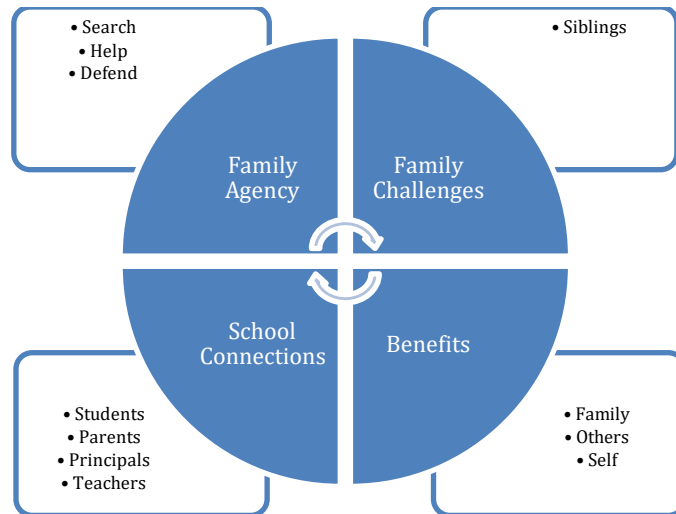 • Search
• Help
• Defend
• Siblings
Family
Agency
Family
Challenges
School
Connections
Benefits
• Students
• Parents
• Principals
• Teachers
• Family
• Others
• Self